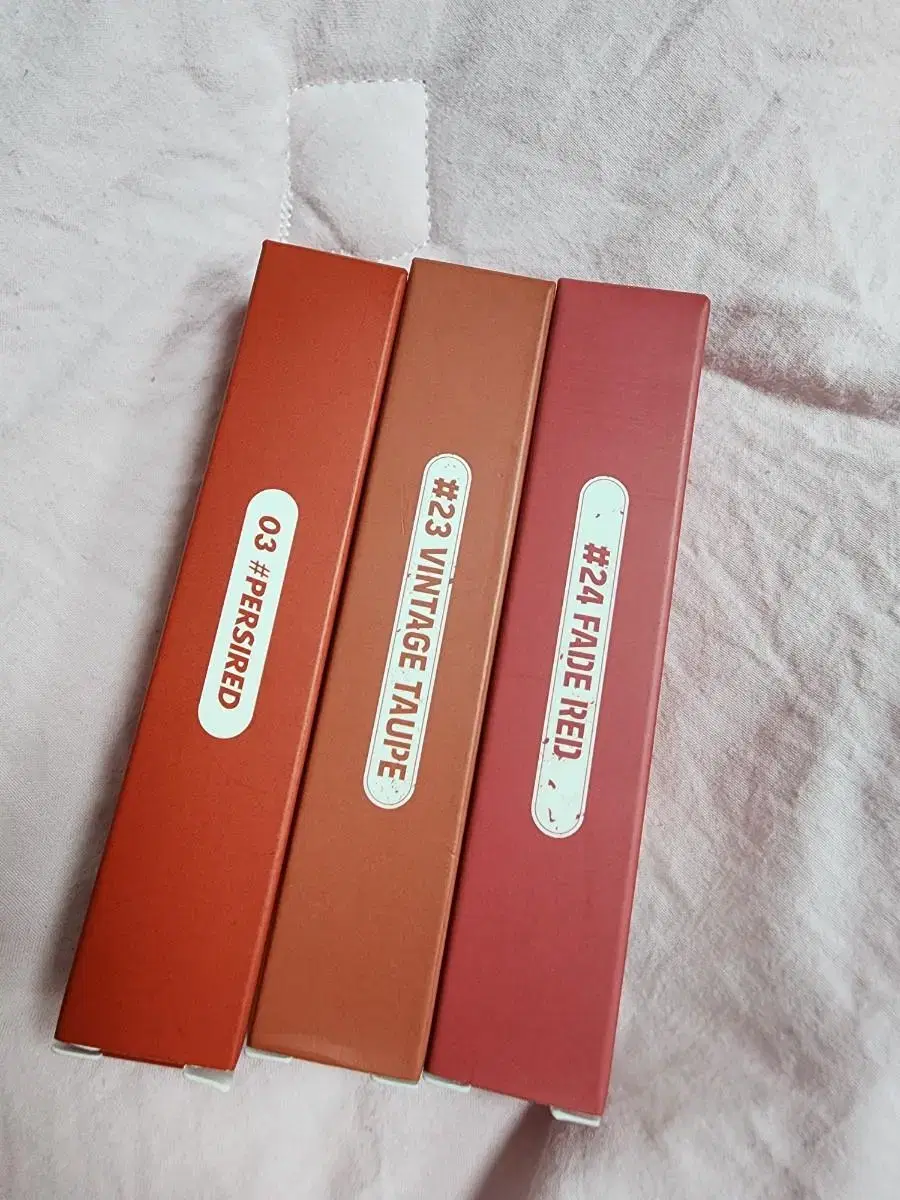 03 #PERSIRED
#23 VINTAGE TAUPE
#24 FADE RED